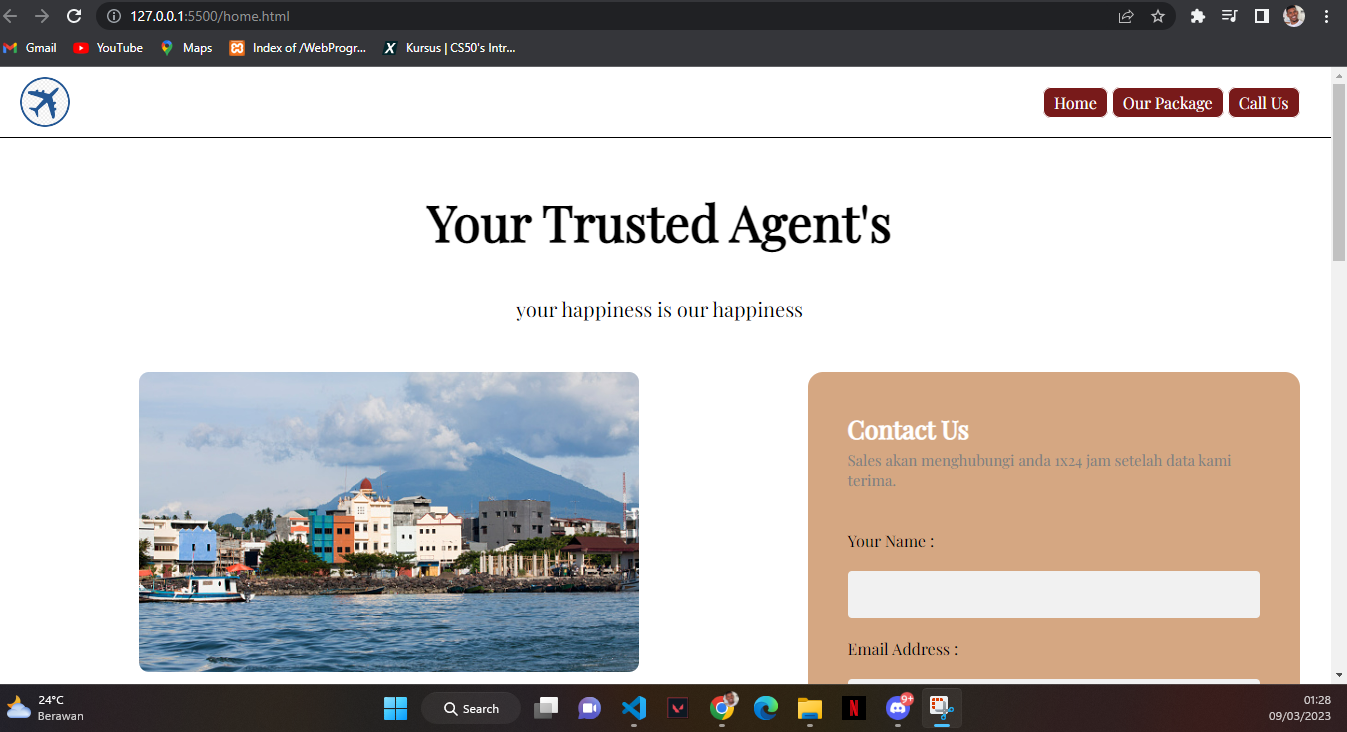 127.0.0.1:5500/home.html
Gmail
YouTube
Maps
Index of /WebProgr...
Kursus | CS50's Intr...
Home
Our Package
Call Us
Your Trusted Agent's
your happiness is our happiness
Contact Us
Sales akan menghubungi anda 1x24 jam setelah data kami
terima.
Your Name :
Email Address :
24°C
Berawan
Search
9+
01:28
09/03/2023